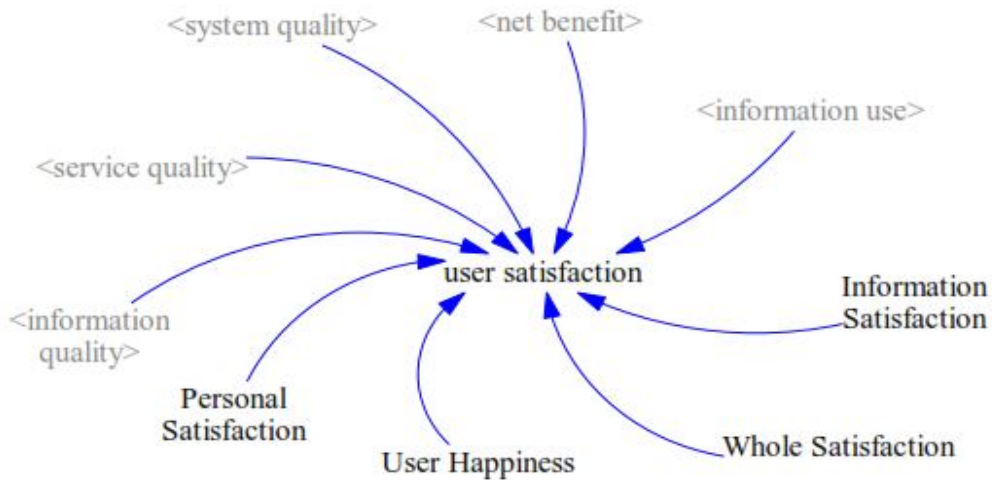 <system quality>
<net benefit>
<information use>
<service quality>
user satisfaction
Information
Satisfaction
<information
quality>
Personal
Satisfaction
User Happiness
Whole Satisfaction